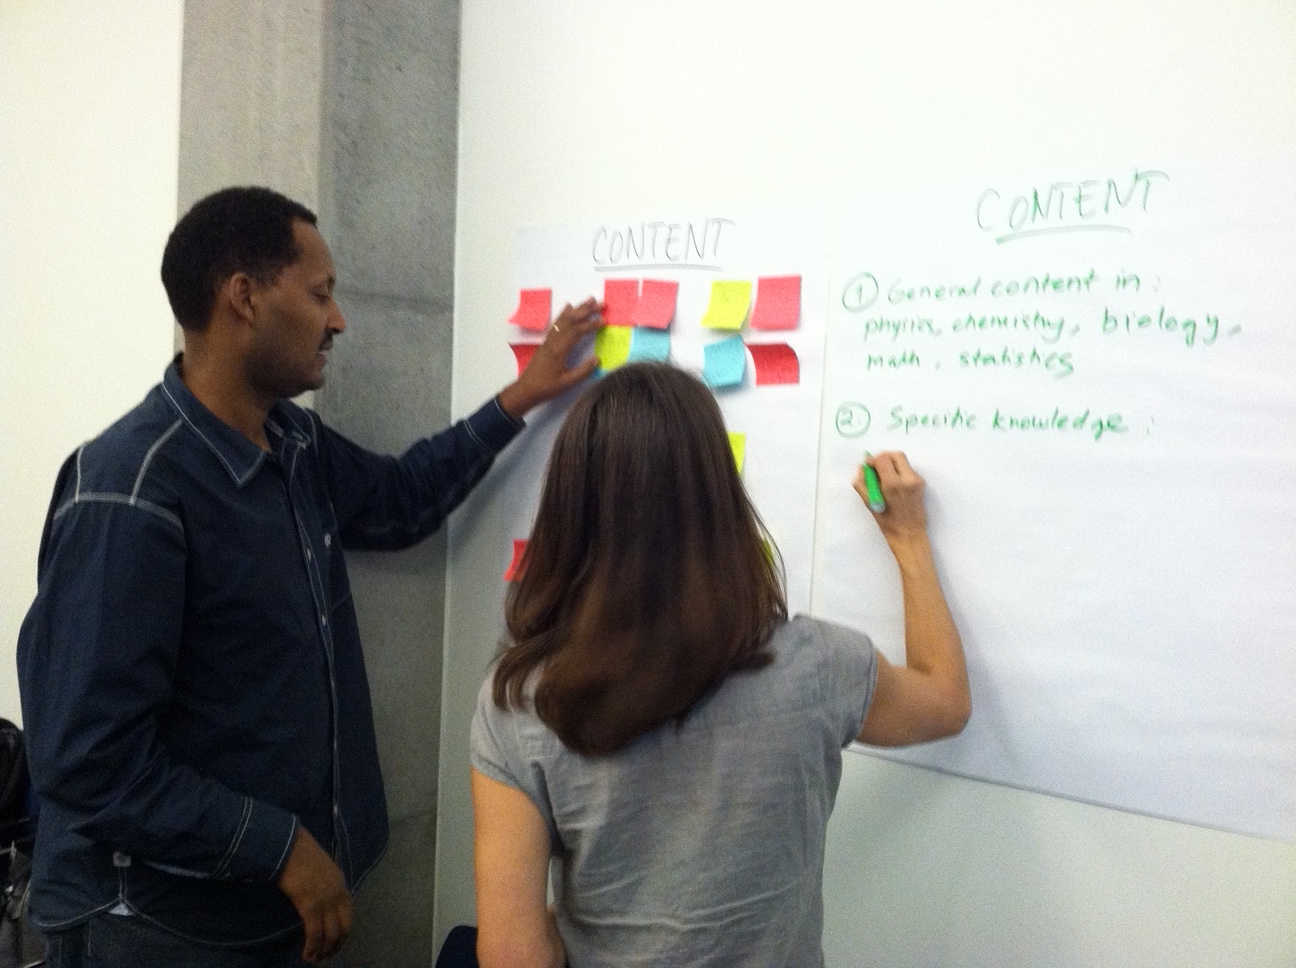 CONTENT
CONTENT
① General content in :
physics, chemistry, biology,
math, statistics
②. Specific knowledge :